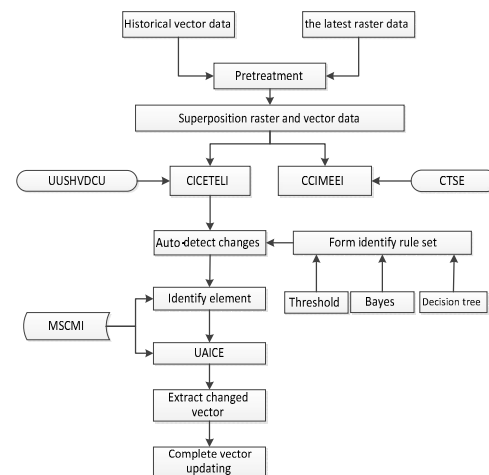 Historical vector data
the latest raster data
Pretreatment
Superposition raster and vector data
UUSHVDCU
CICETELI
CCIMEEI
CTSE
Auto-detect changes
Form identify rule set
Identify element
Threshold
Bayes
Decision tree
MSCMI
UAICE
Extract changed
vector
Complete vector
updating